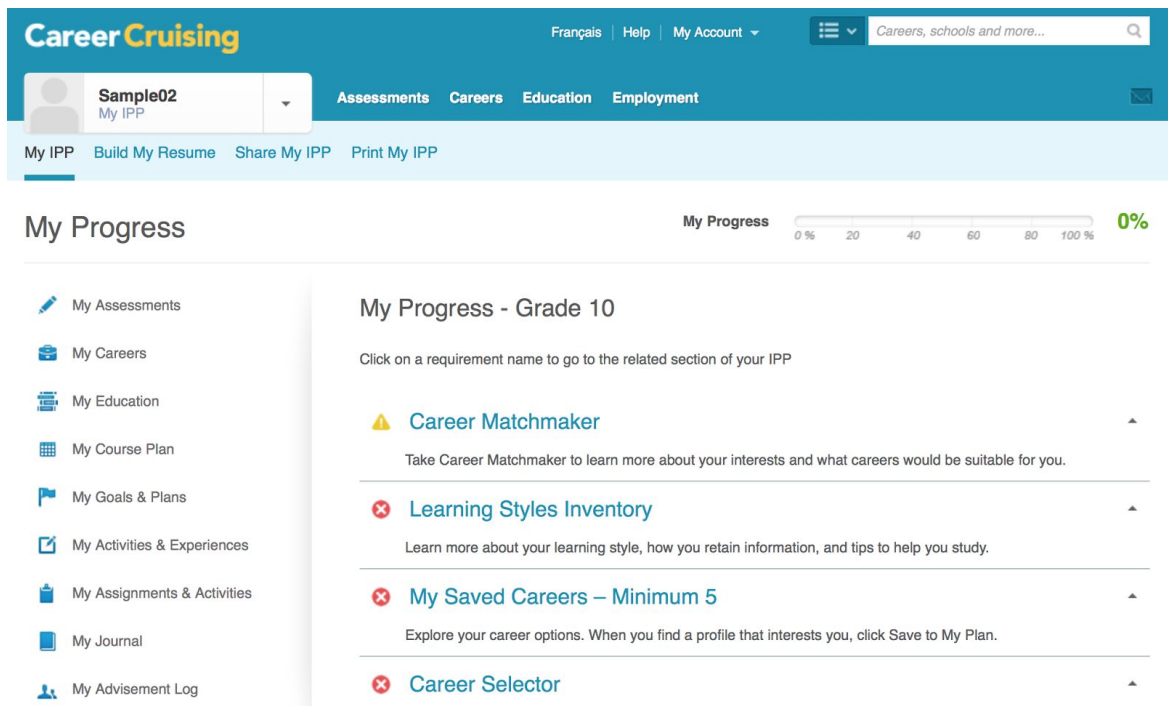 Career Cruising
Français | Help | My Account
Careers, schools and more...
Sample02
My IPP
Assessments Careers Education Employment
My IPP Build My Resume Share My IPP Print My IPP
My Progress
My Progress
0%
0 % 20 40 60 80 100 %
My Assessments
My Careers
My Education
My Course Plan
My Goals & Plans
My Activities & Experiences
My Assignments & Activities
My Journal
My Advisement Log
My Progress - Grade 10
Click on a requirement name to go to the related section of your IPP
Career Matchmaker
Take Career Matchmaker to learn more about your interests and what careers would be suitable for you.
Learning Styles Inventory
Learn more about your learning style, how you retain information, and tips to help you study.
My Saved Careers – Minimum 5
Explore your career options. When you find a profile that interests you, click Save to My Plan.
Career Selector